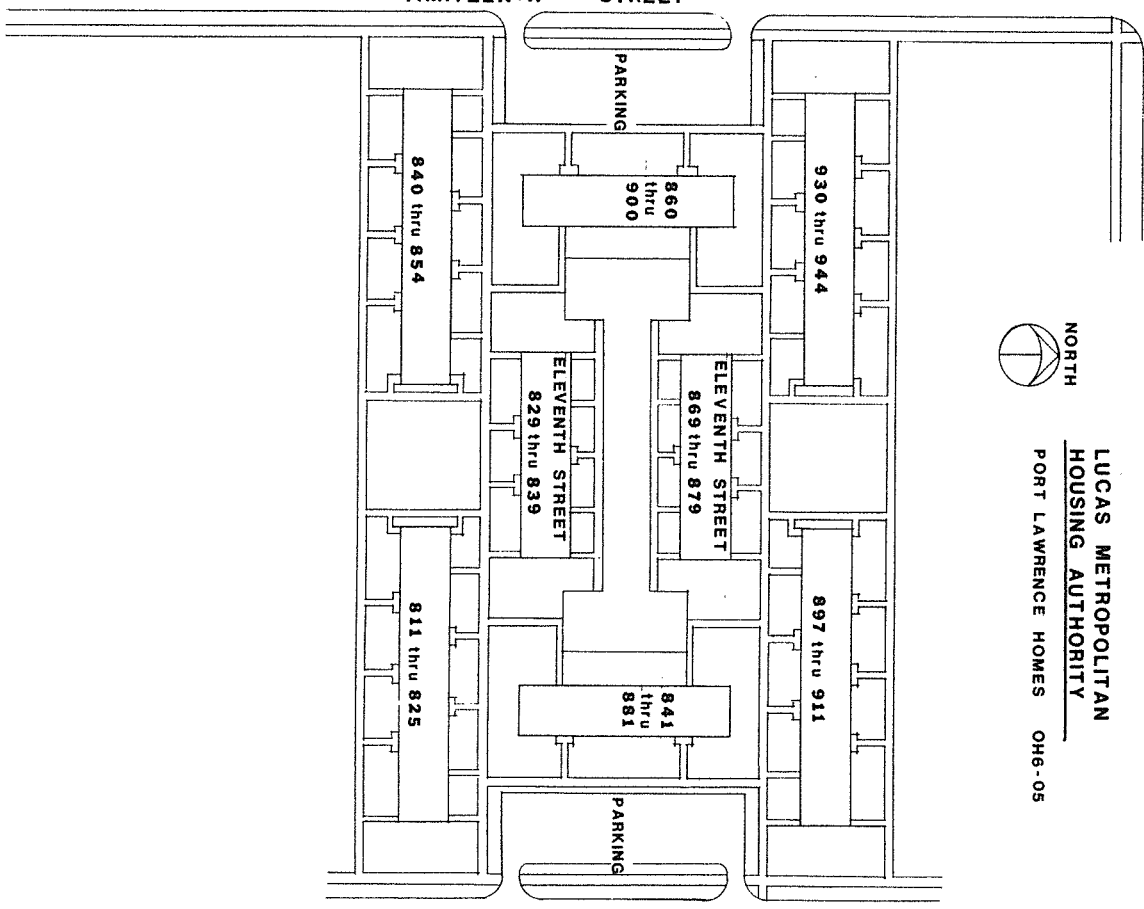 STREET
PARKING
840 thru 854
860
thru
900
930 thru 944
NORTH
LUCAS METROPOLITAN
HOUSING AUTHORITY
PORT LAWRENCE HOMES OH6-05
ELEVENTH STREET
829 thru 839
ELEVENTH STREET
869 thru 879
811 thru 825
841
thru
881
897 thru 911
PARKING